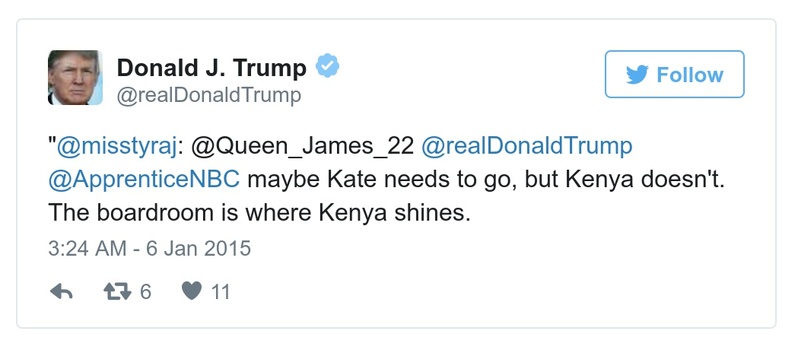 Donald J. Trump
@realDonaldTrump
Follow
"@misstyraj: @Queen_James_22 @realDonaldTrump
@ApprenticeNBC maybe Kate needs to go, but Kenya doesn't.
The boardroom is where Kenya shines.
3:24 AM - 6 Jan 2015
6 11